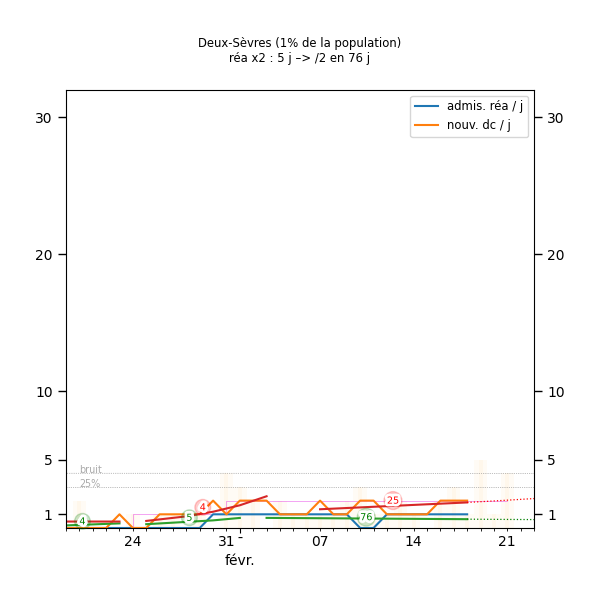 Deux-Sèvres (1% de la population)
réa x2 : 5 j –> /2 en 76 j
admis. réa / j
nouv. dc / j
30 30
20 20
10 10
5 5
bruit
25%
1 1
4 5 4 76 25
24 31 - 07 14 21
févr.